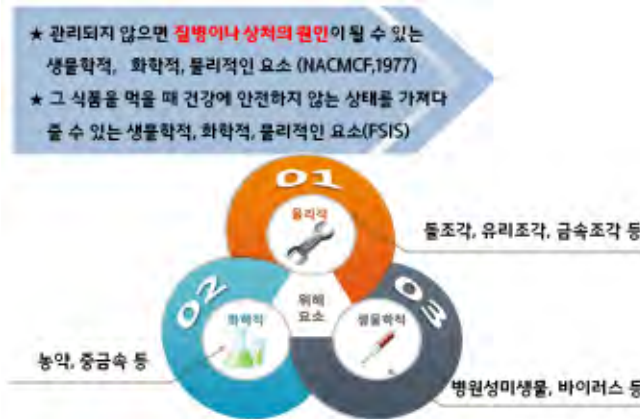 ★ 관리되지 않으면 질병이나 상처의 원인이 될 수 있는
생물학적, 화학적, 물리적인 요소 (NACMCF,1977)
★ 그 식품을 먹을 때 건강에 안전하지 않는 상태를 가져다
줄 수 있는 생물학적, 화학적, 물리적인 요소(FSIS)
01
물리적
돌조각, 유리조각, 금속조각 등
02
화학적
위해
요소
03
생물학적
농약, 중금속 등
병원성미생물, 바이러스 등